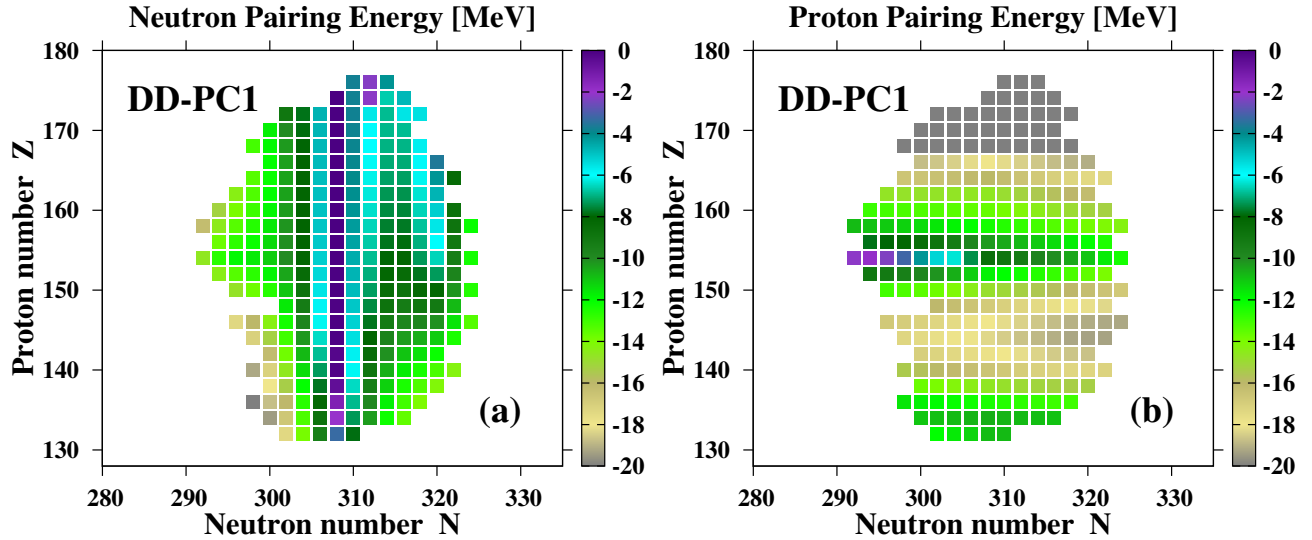 Neutron Pairing Energy [MeV]
180
170
160
150
140
130
Proton number Z
DD-PC1
(a)
280 290 300 310 320 330
Neutron number N
0
-2
-4
-6
-8
-10
-12
-14
-16
-18
-20
Proton Pairing Energy [MeV]
180
170
160
150
140
130
Proton number Z
DD-PC1
(b)
280 290 300 310 320 330
Neutron number N
0
-2
-4
-6
-8
-10
-12
-14
-16
-18
-20